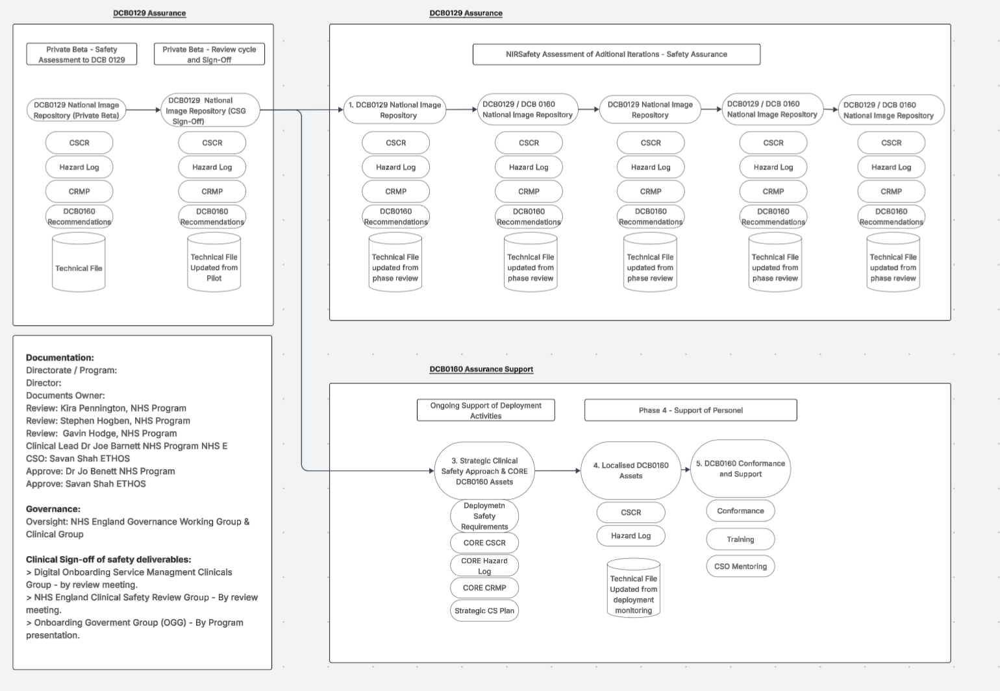 DCB0129 Assurance
Private Beta - Safety
Assessment to DCB 0129
Private Beta - Review cycle
and Sign-Off
DCB0129 National Image
Repository (Private Beta)
CSCR
Hazard Log
CRMP
DCB0160
Recommendations
Technical File
DCB0129 National
Image Repository (CSG
Sign-Off)
CSCR
Hazard Log
CRMP
DCB0160
Recommendations
Technical File
Updated from
Pilot
DCB0129 Assurance
NIRSafety Assessment of Aditional Iterations - Safety Assurance
1. DCB0129 National Image
Repository
CSCR
Hazard Log
CRMP
DCB0160
Recommendations
Technical File
updated from
phase review
DCB0129 / DCB 0160
National Image Repository
CSCR
Hazard Log
CRMP
DCB0160
Recommendations
Technical File
updated from
phase review
DCB0129 National Image
Repository
CSCR
Hazard Log
CRMP
DCB0160
Recommendations
Technical File
updated from
phase review
DCB0129 / DCB 0160
National Image Repository
CSCR
Hazard Log
CRMP
DCB0160
Recommendations
Technical File
updated from
phase review
DCB0129 / DCB 0160
National Image Repository
CSCR
Hazard Log
CRMP
DCB0160
Recommendations
Technical File
updated from
phase review
Documentation:
Directorate / Program:
Director:
Documents Owner:
Review: Kira Pennington, NHS Program
Review: Stephen Hogben, NHS Program
Review: Gavin Hodge, NHS Program
Clinical Lead Dr Joe Barnett NHS Program NHS E
CSO: Savan Shah ETHOS
Approve: Dr Jo Benett NHS Program
Approve: Savan Shah ETHOS
Governance:
Oversight: NHS England Governance Working Group &
Clinical Group
Clinical Sign-off of safety deliverables:
> Digital Onboarding Service Managment Clinicals
Group - by review meeting.
> NHS England Clinical Safety Review Group - By review
meeting.
> Onboarding Goverment Group (OGG) - By Program
presentation.
DCB0160 Assurance Support
Ongoing Support of Deployment
Activities
Phase 4 - Support of Personel
3. Strategic Clinical
Safety Approach & CORE
DCB0160 Assets
Deploymetn
Safety
Requirements
CORE CSCR
CORE Hazard
Log
CORE CRMP
Strategic CS Plan
4. Localised DCB0160
Assets
CSCR
Hazard Log
Technical File
Updated from
deployment
monitoring
5. DCB0160 Conformance
and Support
Conformance
Training
CSO Mentoring